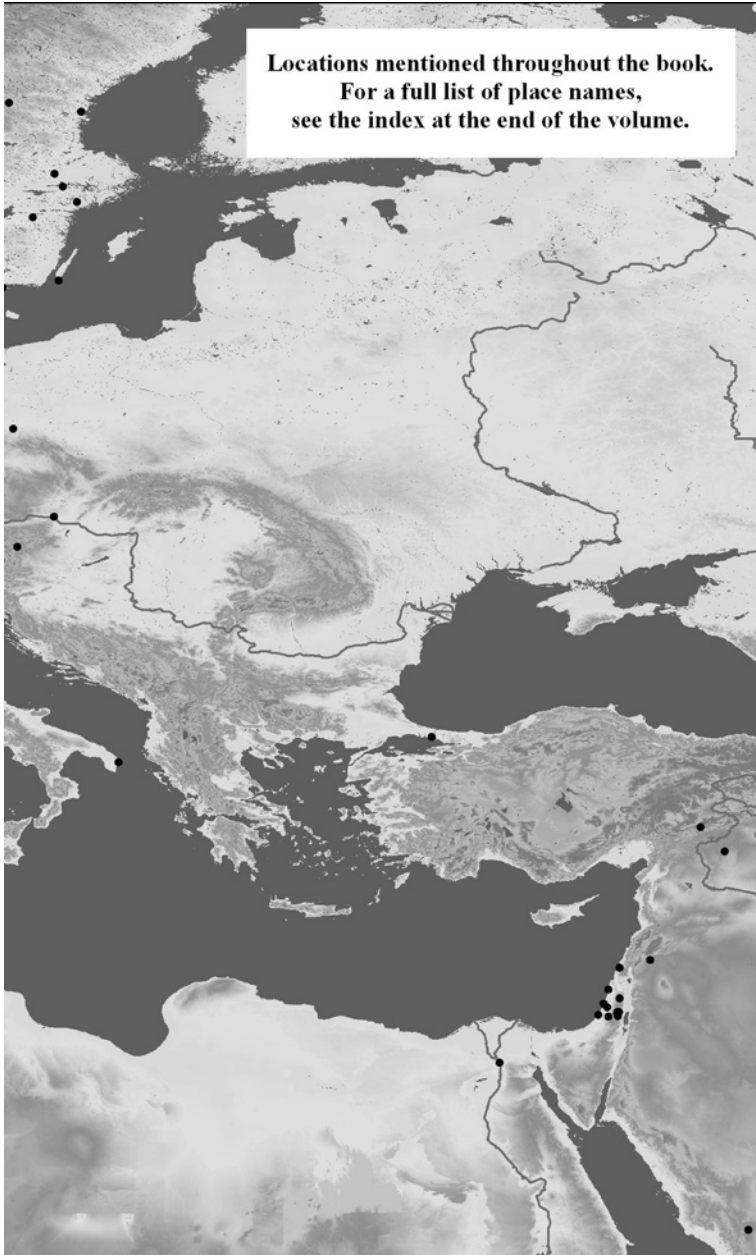 Locations mentioned throughout the book.
For a full list of place names,
see the index at the end of the volume.